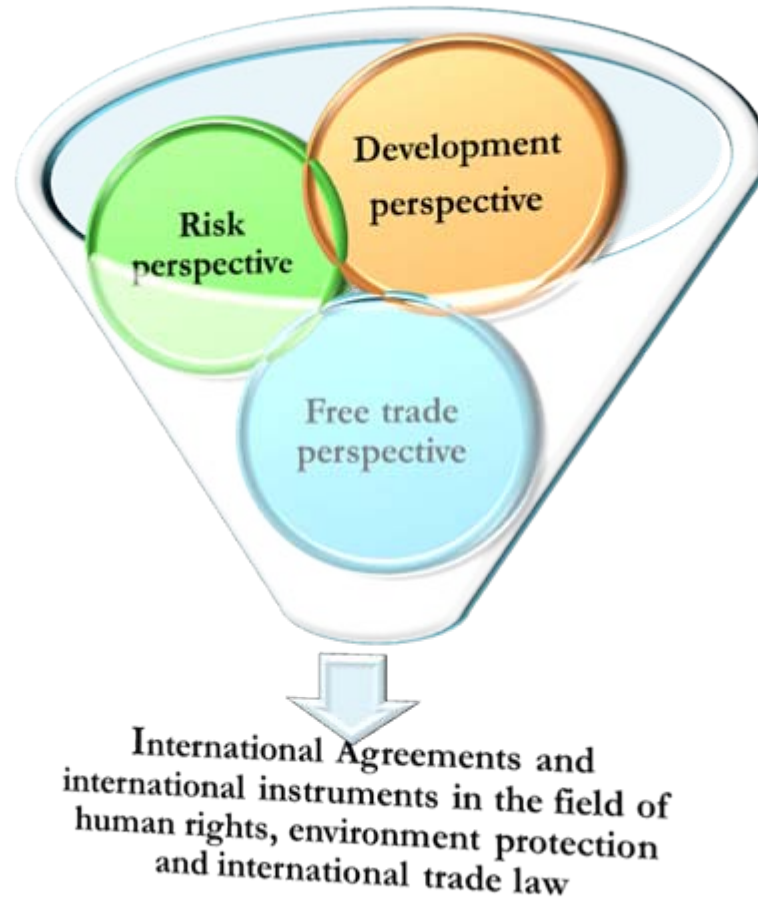 Development
perspective
Risk
perspective
Free trade
perspective
International Agreements and
international instruments in the field of
human rights, environment protection
and international trade law